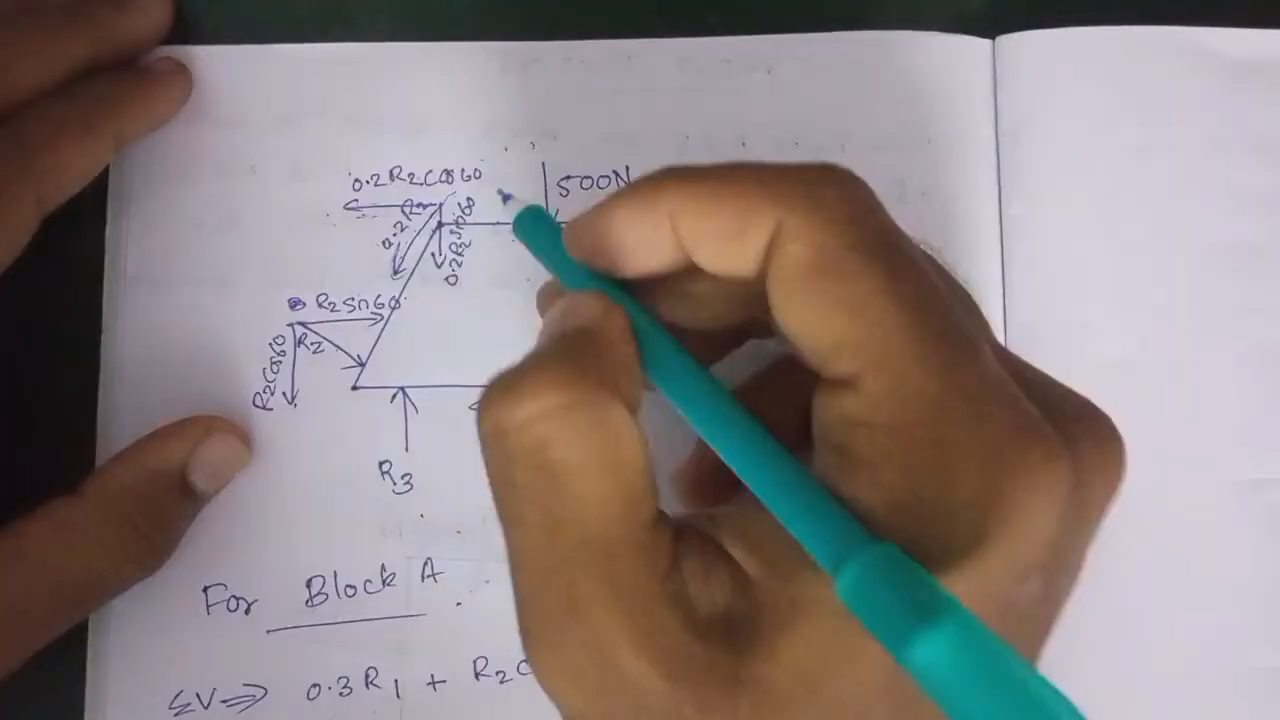 0.2R2Cos60
500N
0.2R2
0.2R2Sin60
R2Sin60
R2
R2Cos60
R3
For Block A
ΣV⇒ 0.3R1 + R2C